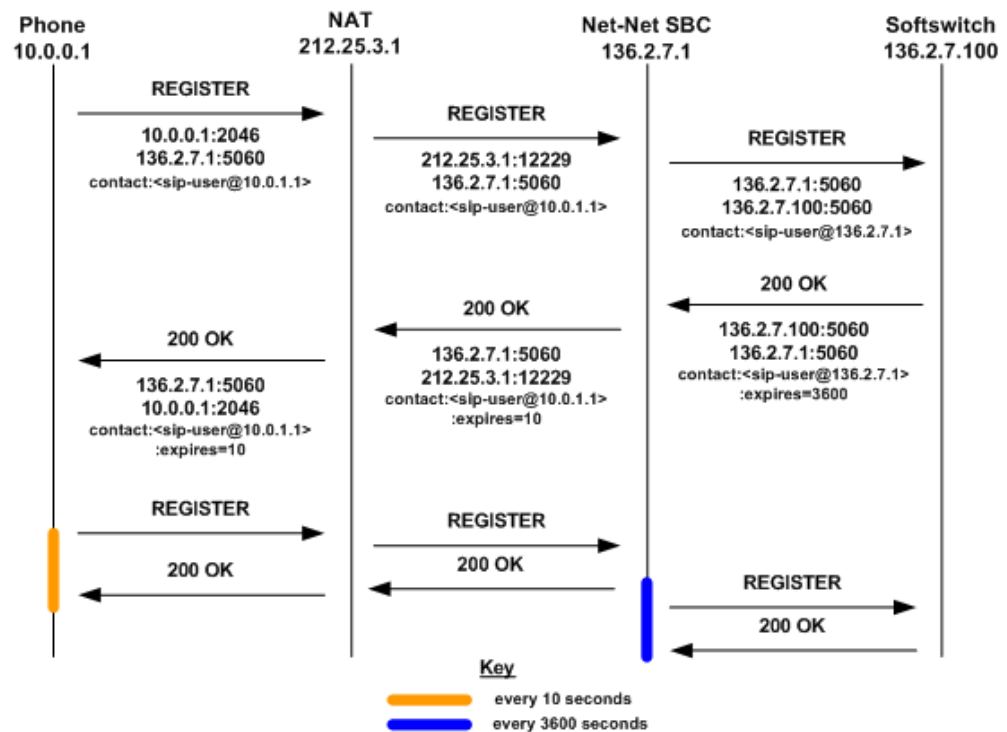 Phone
10.0.0.1
NAT
212.25.3.1
Net-Net SBC
136.2.7.1
Softswitch
136.2.7.100
REGISTER
10.0.0.1:2046
136.2.7.1:5060
contact:<sip-user@10.0.1.1>
REGISTER
212.25.3.1:12229
136.2.7.1:5060
contact:<sip-user@10.0.1.1>
REGISTER
136.2.7.1:5060
136.2.7.100:5060
contact:<sip-user@136.2.7.1>
200 OK
136.2.7.100:5060
136.2.7.1:5060
contact:<sip-user@136.2.7.1>
:expires=3600
200 OK
136.2.7.1:5060
212.25.3.1:12229
contact:<sip-user@10.0.1.1>
:expires=10
200 OK
136.2.7.1:5060
10.0.0.1:2046
contact:<sip-user@10.0.1.1>
:expires=10
REGISTER
REGISTER
200 OK
200 OK
REGISTER
200 OK
Key
every 10 seconds
every 3600 seconds